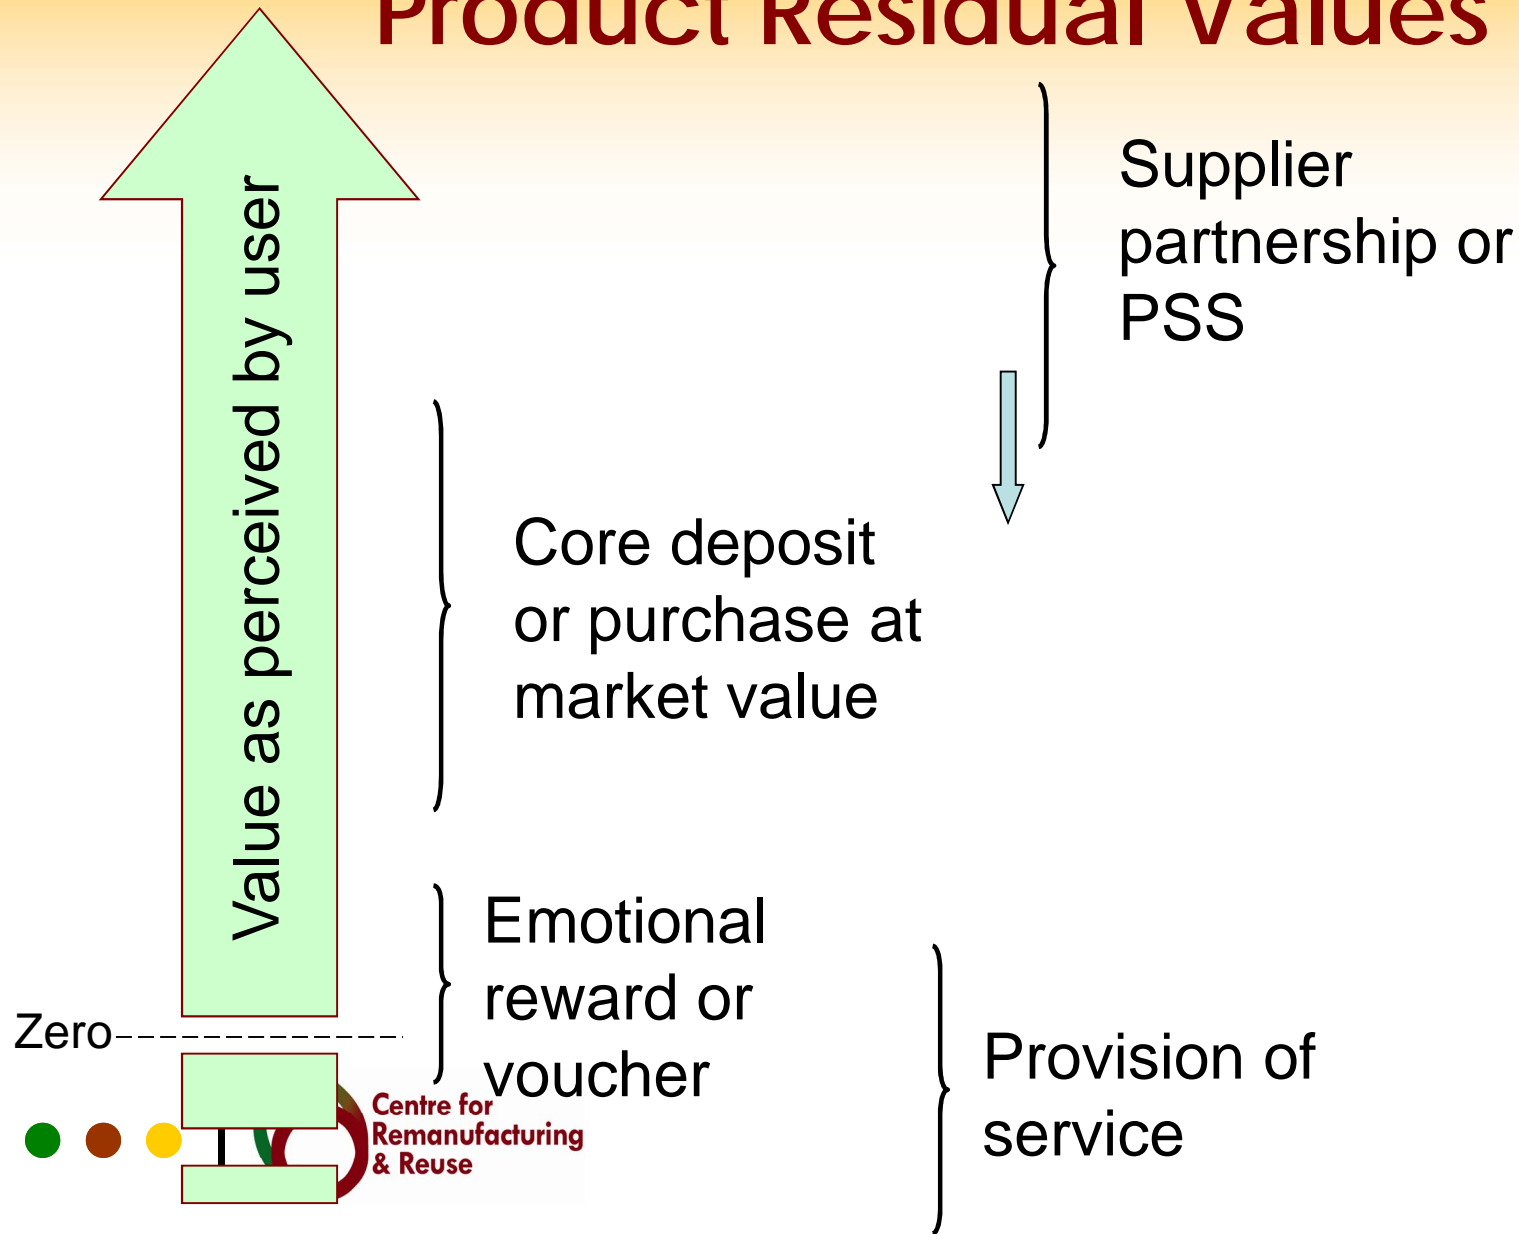 Product Residual Values
Supplier
partnership or
PSS
Value as perceived by user
Core deposit
or purchase at
market value
Emotional
reward or
voucher
Zero
Provision of
service
Centre for
Remanufacturing
& Reuse